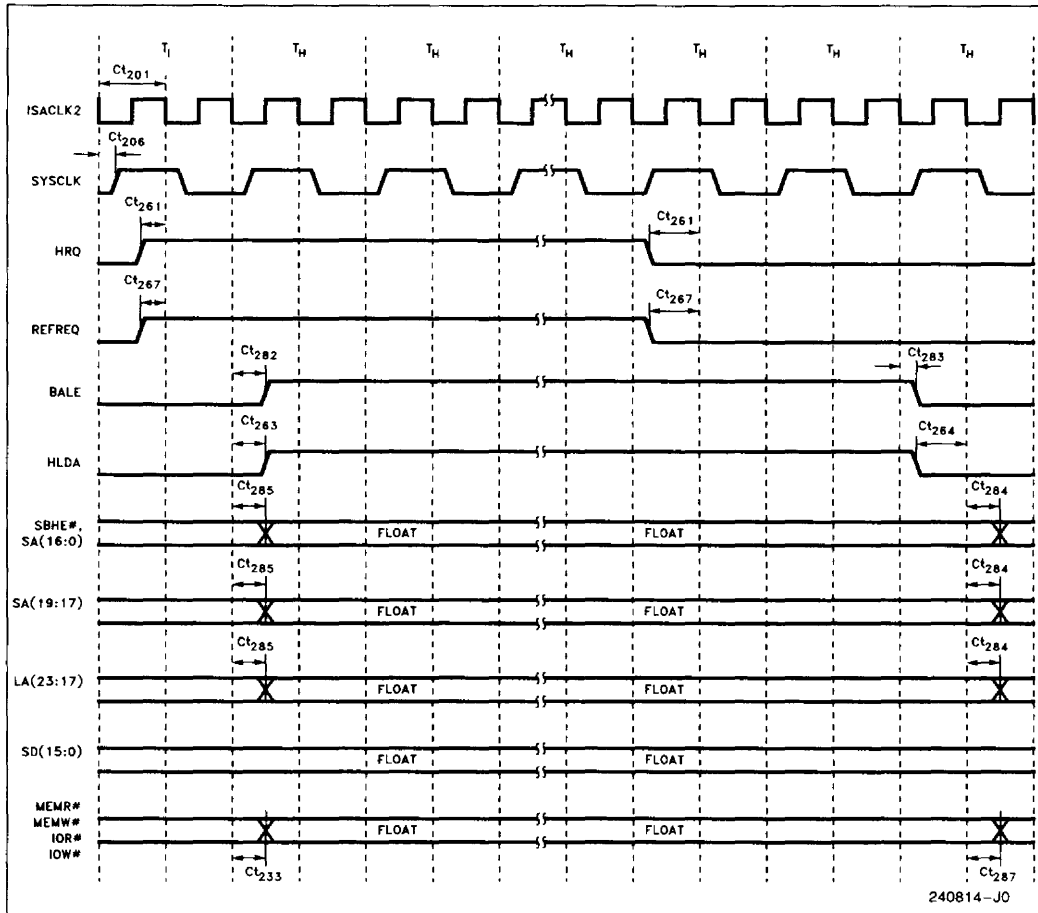 T_I T_H T_H T_H T_H T_H T_H
Ct201
ISACLK2
Ct206
SYSCLK
Ct261 Ct261
HRQ
Ct267 Ct267
REFREQ
Ct282 Ct283
BALE
Ct263 Ct264
HLDA
Ct285 Ct284
SBHE#,
SA(16:0) FLOAT FLOAT
Ct285 Ct284
SA(19:17) FLOAT FLOAT
Ct285 Ct284
LA(23:17) FLOAT FLOAT
SD(15:0) FLOAT FLOAT
MEMR#
MEMW#
IOR# FLOAT FLOAT
IOW#
Ct233 Ct287
240814-J0